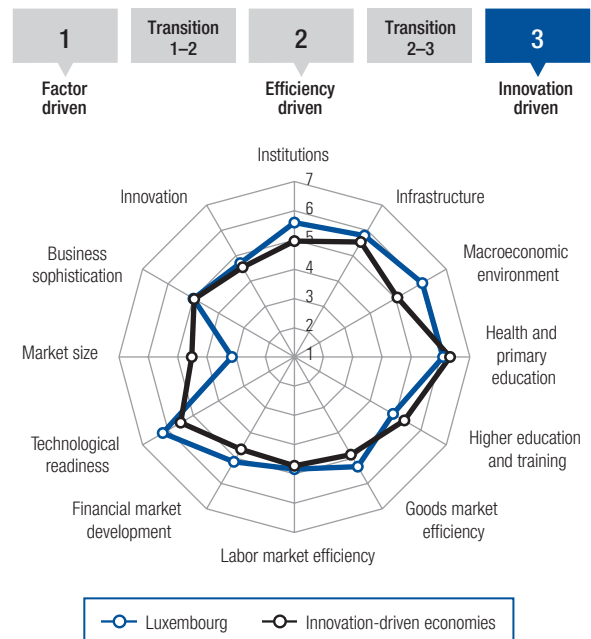 1
Transition
1–2
2
Transition
2–3
3
Factor
driven
Efficiency
driven
Innovation
driven
Institutions
7
Innovation
Infrastructure
6
5
Business
sophistication
Macroeconomic
environment
4
3
2
Market size
1
Health and
primary
education
Technological
readiness
Higher education
and training
Financial market
development
Goods market
efficiency
Labor market efficiency
Luxembourg
Innovation-driven economies